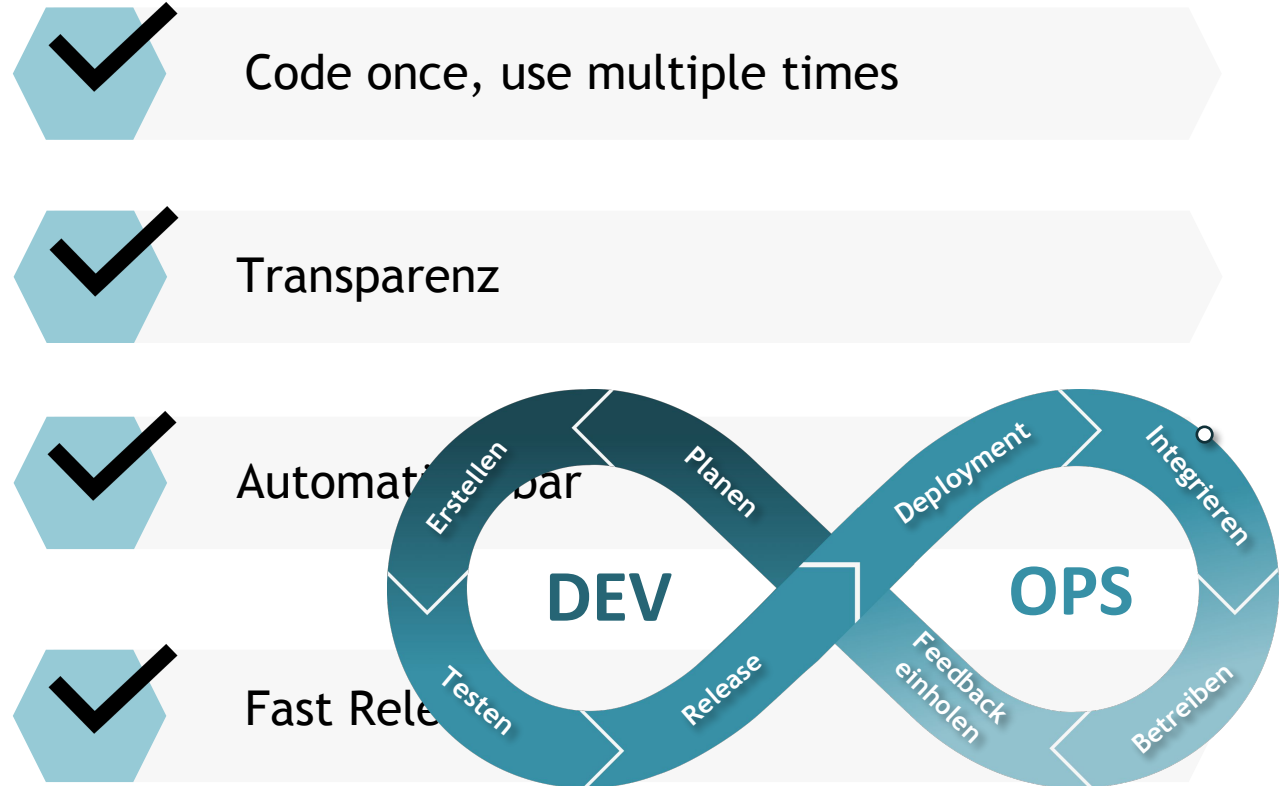 Code once, use multiple times
Transparenz
Automati bar
Fast Rele
Erstellen
Planen
Deployment
Integrieren
DEV
OPS
Testen
Release
Feedback
einholen
Betreiben